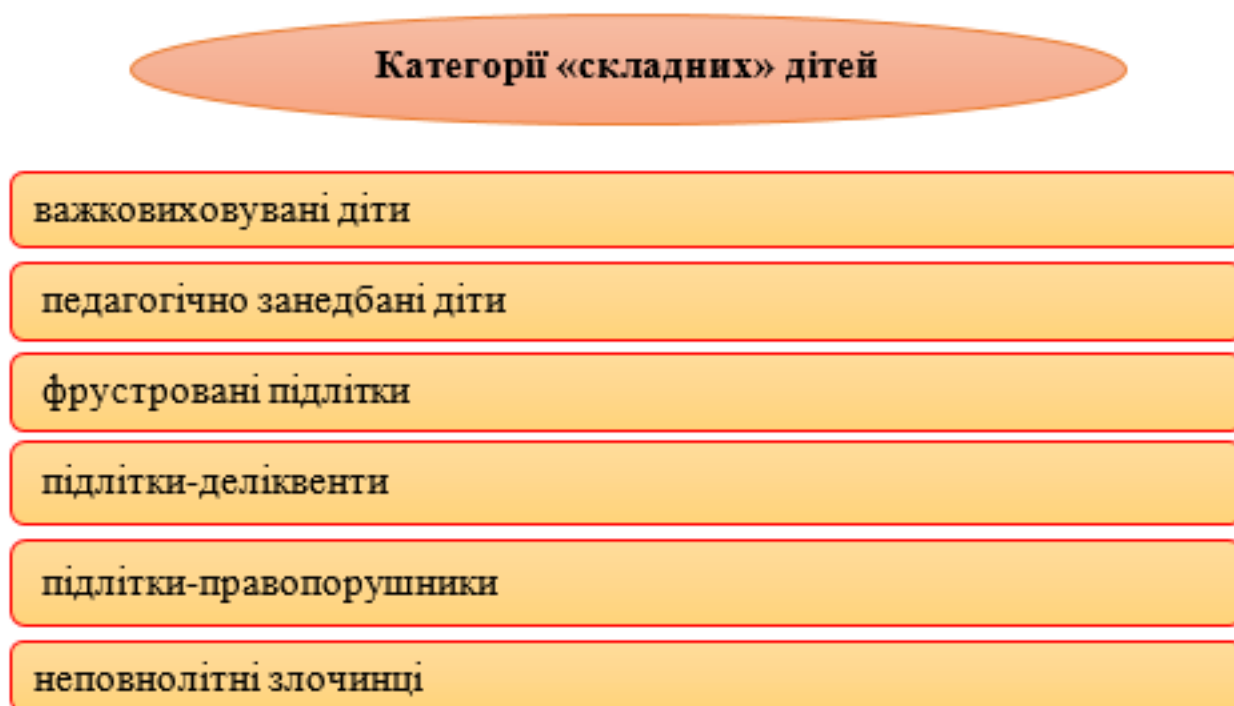 Категорії «складних» дітей
важковиховувані діти
педагогічно занедбані діти
фрустровані підлітки
підлітки-деліквенти
підлітки-правопорушники
неповнолітні злочинці